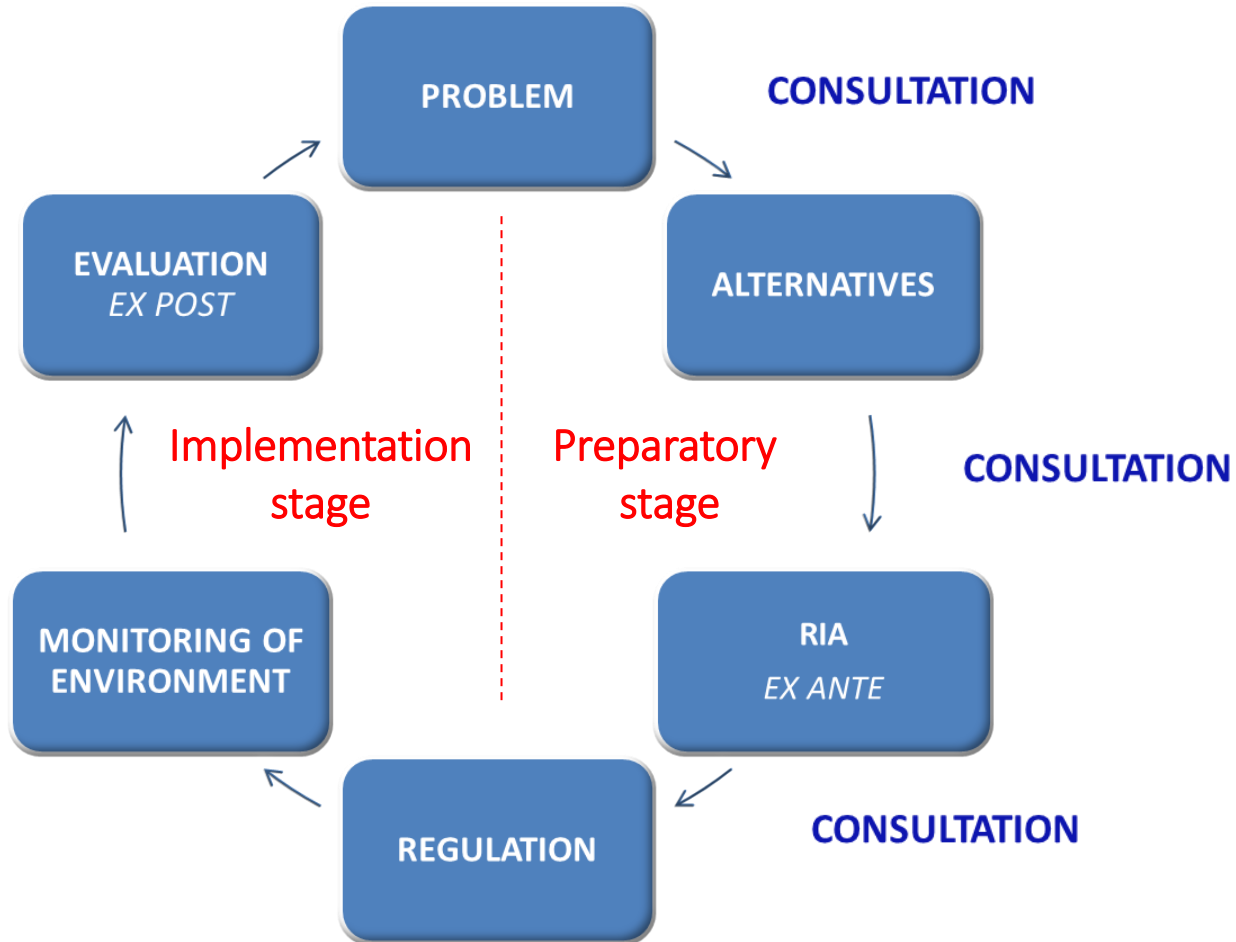 PROBLEM
CONSULTATION
EVALUATION
EX POST
ALTERNATIVES
Implementation
stage
Preparatory
stage
CONSULTATION
MONITORING OF
ENVIRONMENT
RIA
EX ANTE
REGULATION
CONSULTATION